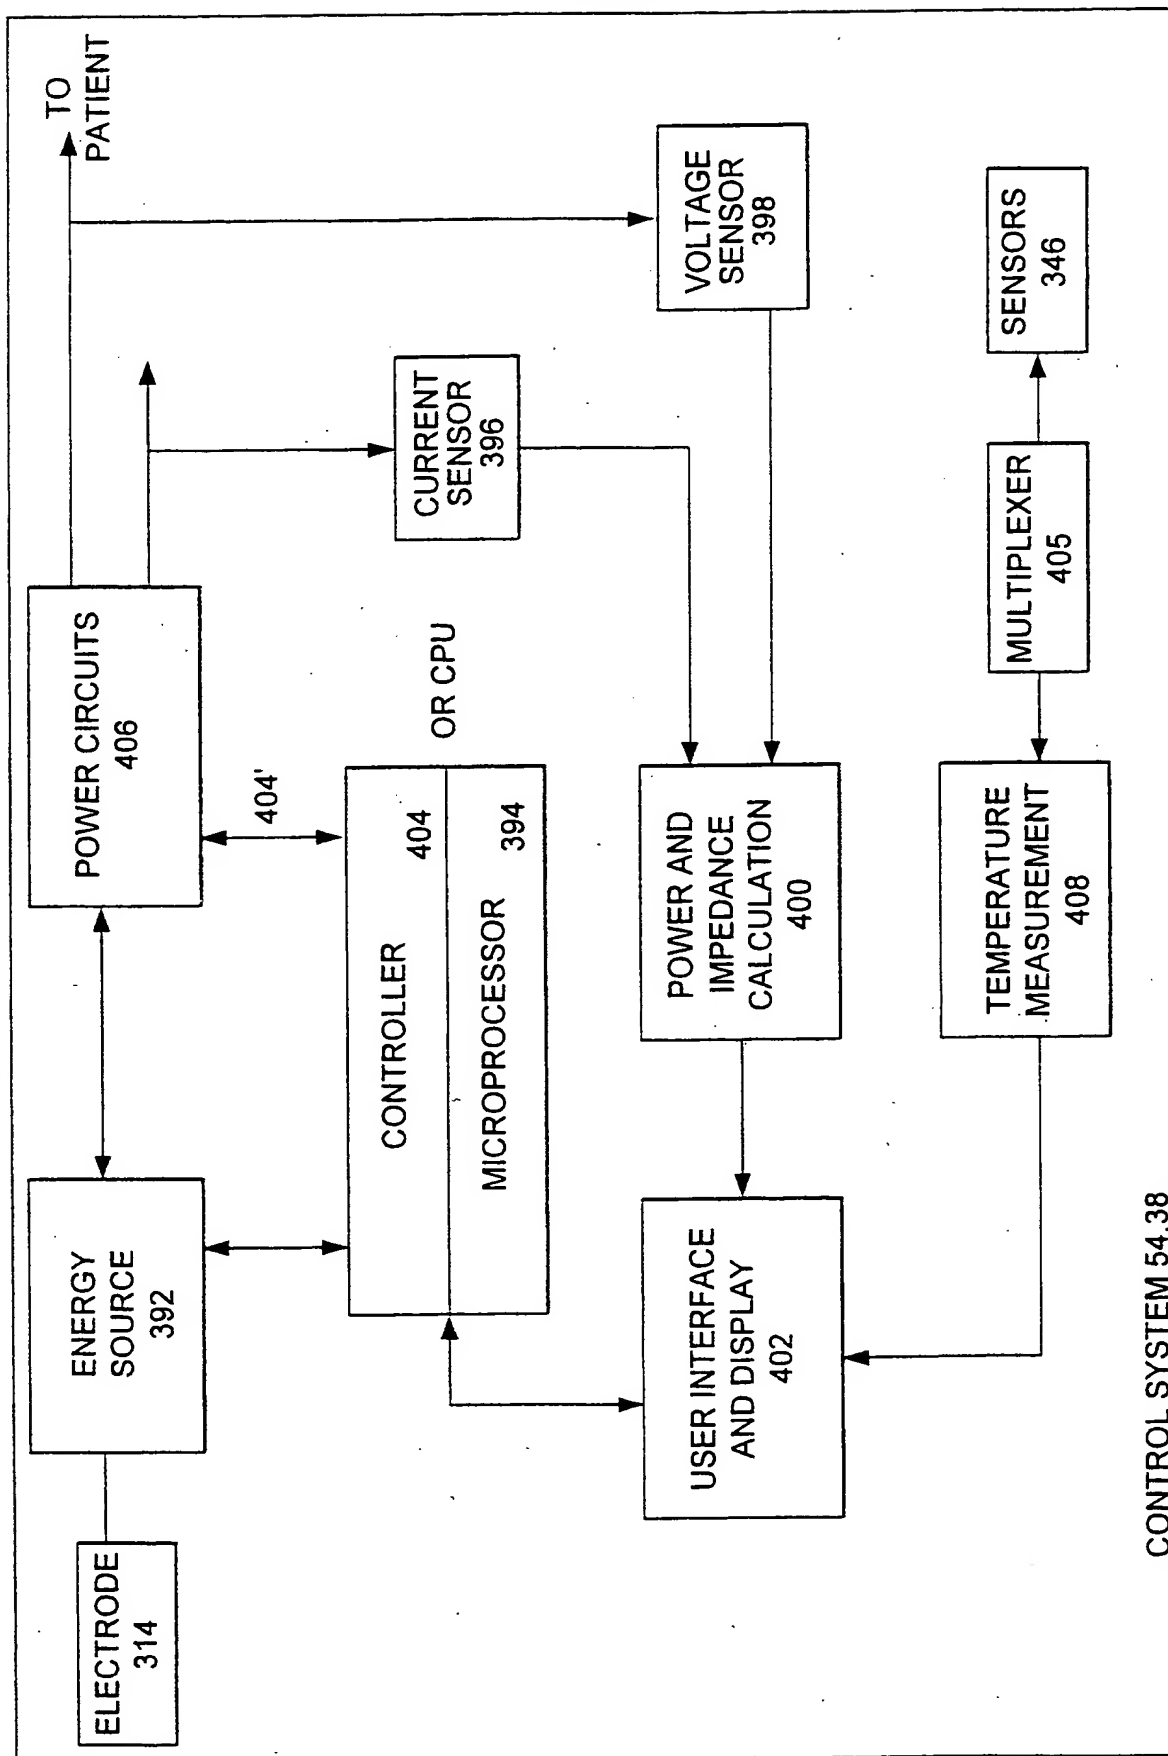 ELECTRODE
314
ENERGY
SOURCE
392
POWER CIRCUITS
406
TO
PATIENT
404'
CONTROLLER
404
MICROPROCESSOR
394
OR CPU
CURRENT
SENSOR
396
VOLTAGE
SENSOR
398
USER INTERFACE
AND DISPLAY
402
POWER AND
IMPEDANCE
CALCULATION
400
TEMPERATURE
MEASUREMENT
408
MULTIPLEXER
405
SENSORS
346
CONTROL SYSTEM 54,38